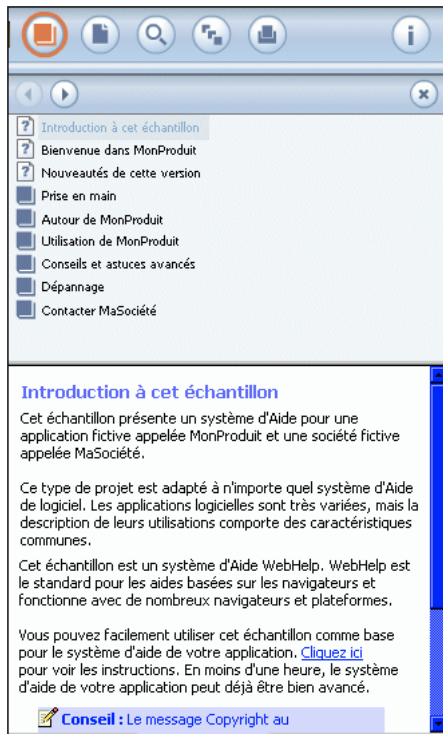 Introduction à cet échantillon
Bienvenue dans MonProduit
Nouveautés de cette version
Prise en main
Autour de MonProduit
Utilisation de MonProduit
Conseils et astuces avancés
Dépannage
Contacter MaSociété
Introduction à cet échantillon
Cet échantillon présente un système d'Aide pour une
application fictive appelée MonProduit et une société fictive
appelée MaSociété.
Ce type de projet est adapté à n'importe quel système d'Aide
de logiciel. Les applications logicielles sont très variées, mais la
description de leurs utilisations comporte des caractéristiques
communes.
Cet échantillon est un système d'Aide WebHelp. WebHelp est
le standard pour les aides basées sur les navigateurs et
fonctionne avec de nombreux navigateurs et plateformes.
Vous pouvez facilement utiliser cet échantillon comme base
pour le système d'aide de votre application. Cliquez ici
pour voir les instructions. En moins d'une heure, le système
d'aide de votre application peut déjà être bien avancé.
Conseil : Le message Copyright au